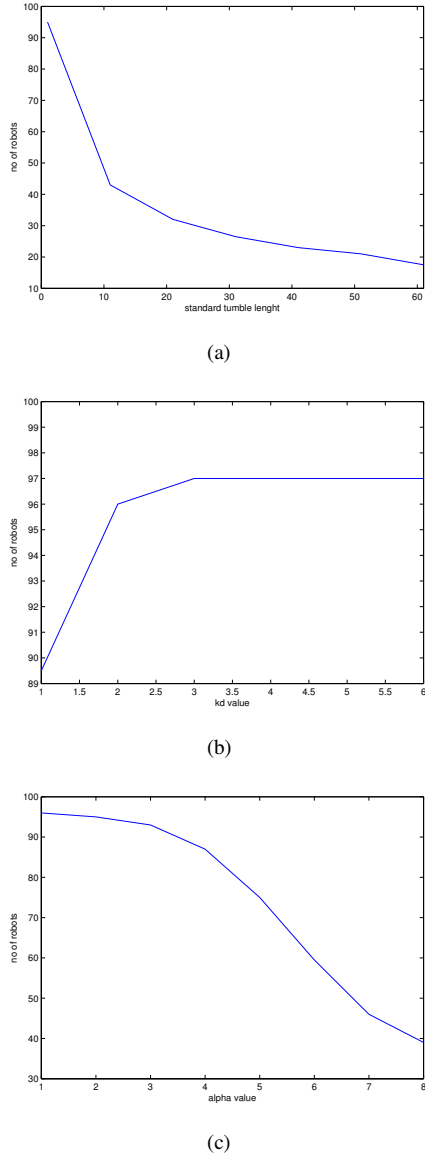 100
90
80
70
60
50
40
30
20
10
no of robots
0 10 20 30 40 50 60
standard tumble lenght
(a)
100
99
98
97
96
95
94
93
92
91
90
89
no of robots
1 1.5 2 2.5 3 3.5 4 4.5 5 5.5 6
kd value
(b)
100
90
80
70
60
50
40
30
no of robots
1 2 3 4 5 6 7 8
alpha value
(c)